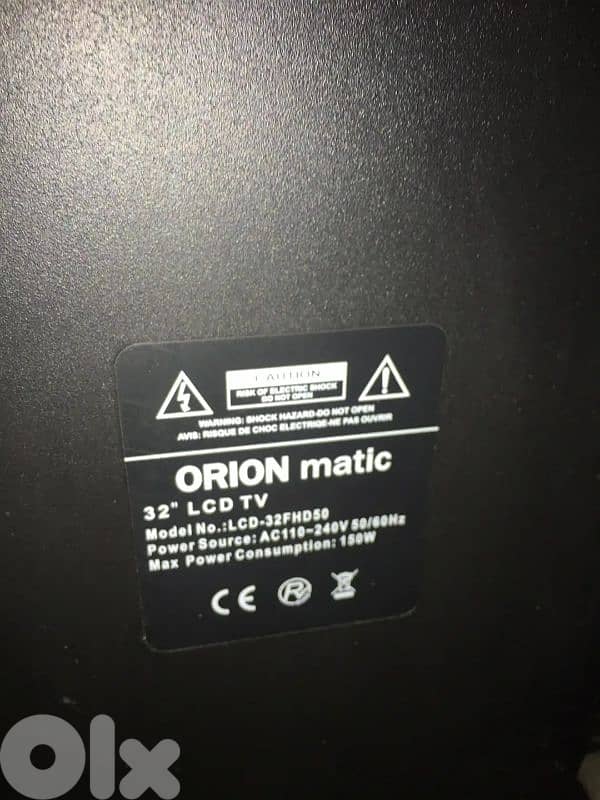 CAUTION
RISK OF ELECTRIC SHOCK
DO NOT OPEN
WARNING: SHOCK HAZARD-DO NOT OPEN
AVIS: RISQUE DE CHOC ELECTRIQE-NE PAS OUVRIR
ORION matic
32" LCD TV
Model No.:LCD-32FHD50
Power Source: AC110~240V 50/60Hz
Max Power Consumption: 150W
CE
Olx